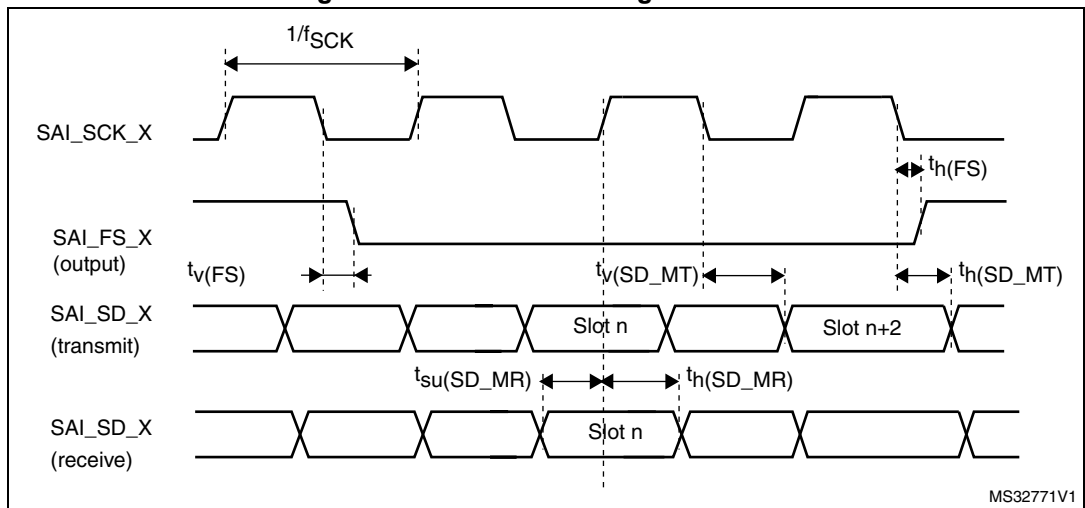 1/fSCK
SAI_SCK_X
th(FS)
SAI_FS_X
(output)
tv(FS)
tv(SD_MT)
th(SD_MT)
SAI_SD_X
(transmit)
Slot n
Slot n+2
tsu(SD_MR)
th(SD_MR)
SAI_SD_X
(receive)
Slot n
MS32771V1